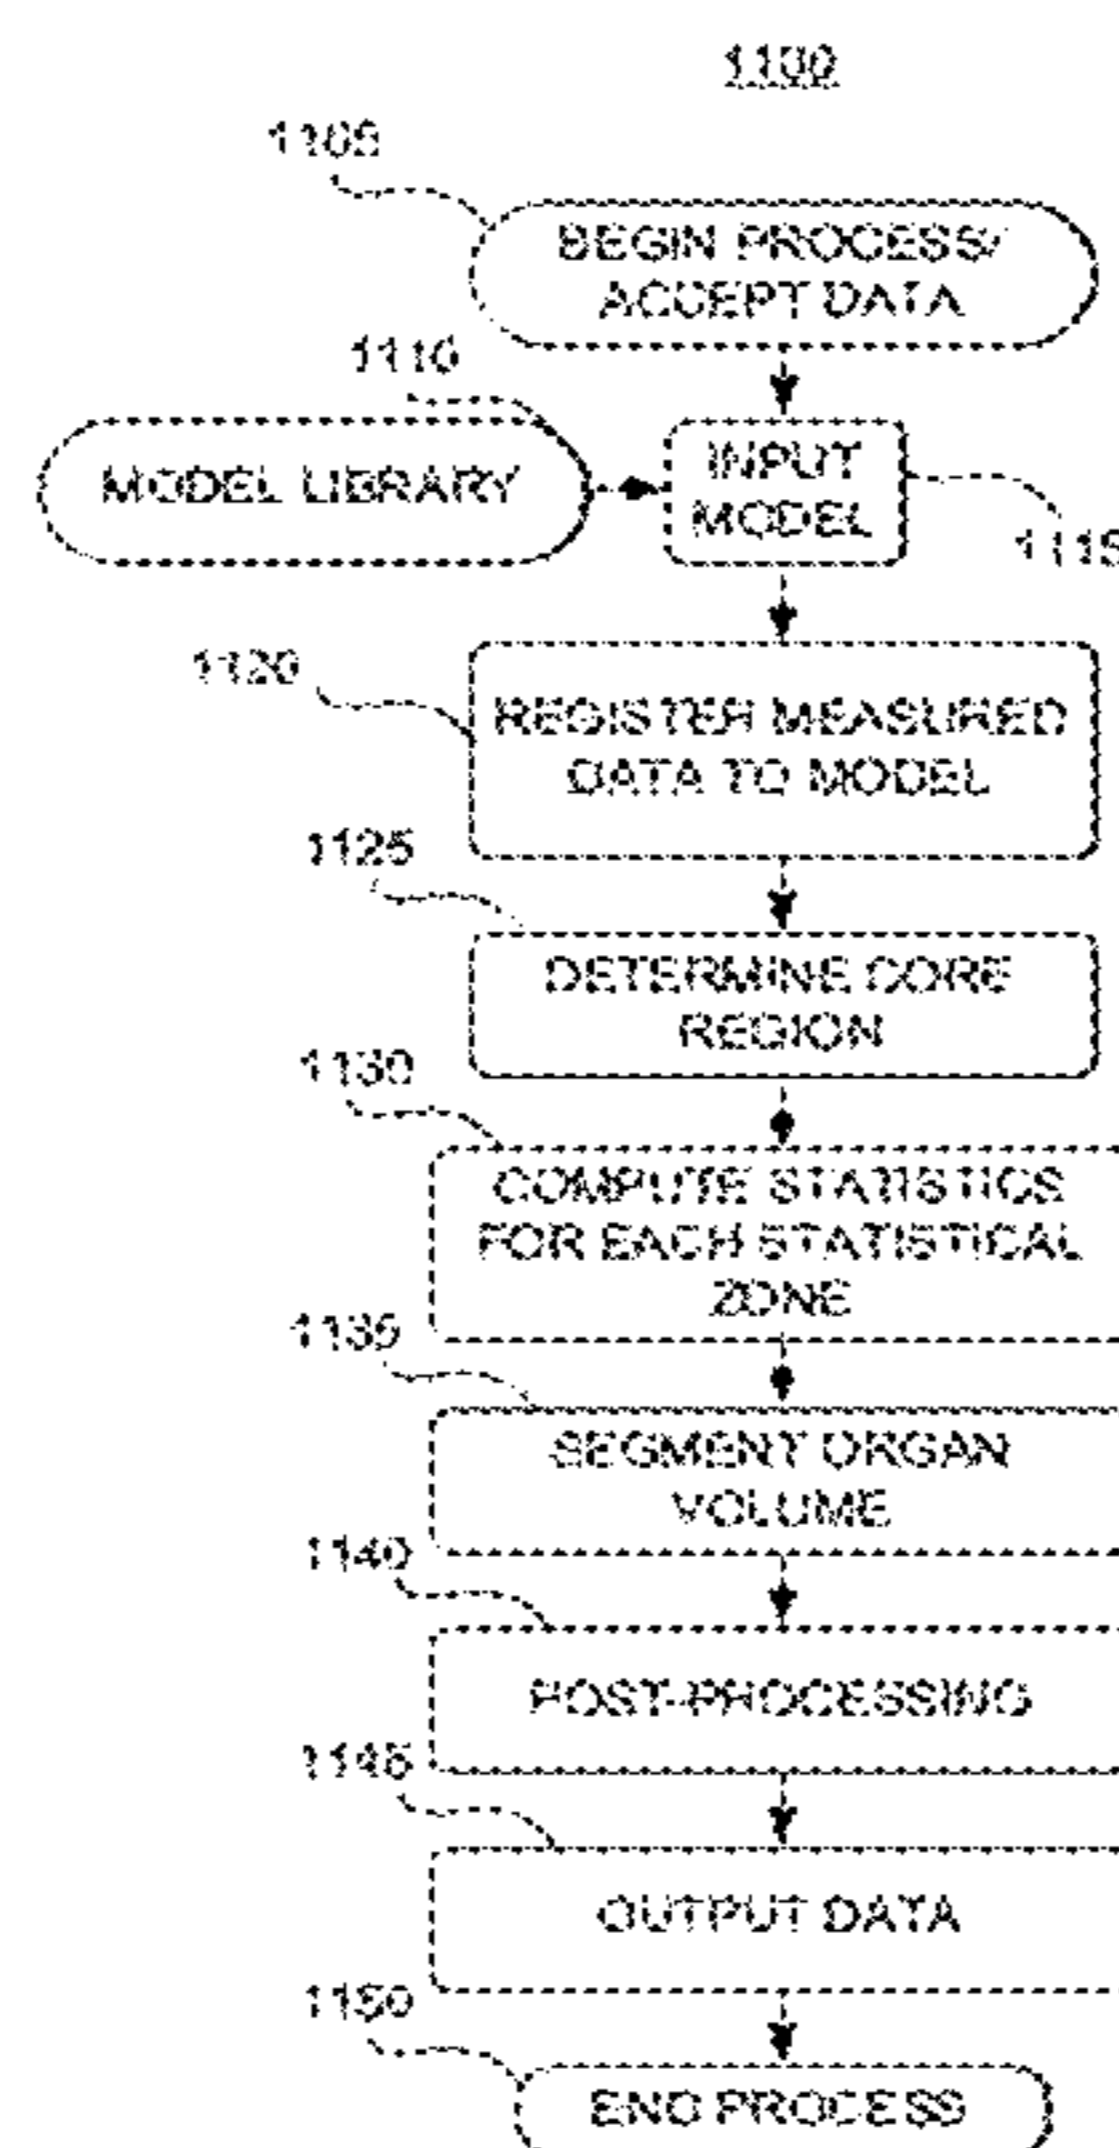 1100
1105
BEGIN PROCESS/
ACCEPT DATA
1110
MODEL LIBRARY
INPUT
MODEL
1115
1120
REGISTER MEASURED
DATA TO MODEL
1125
DETERMINE CORE
REGION
1130
COMPUTE STATISTICS
FOR EACH STATISTICAL
ZONE
1135
SEGMENT ORGAN
VOLUME
1140
POST-PROCESSING
1145
OUTPUT DATA
1150
END PROCESS